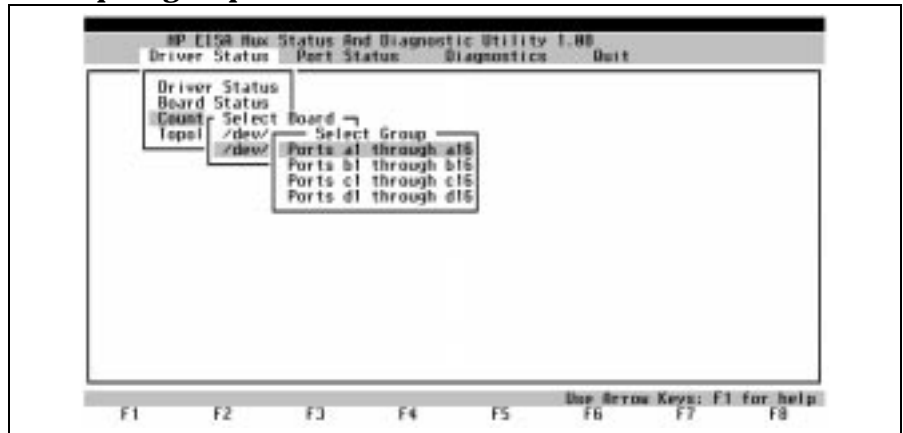 HP EISA Mux Status And Diagnostic Utility 1.00
Driver Status Port Status Diagnostics Quit
Driver Status
Board Status
Count Select Board
Topol /dev/ Select Group
/dev/ Ports a1 through a16
Ports b1 through b16
Ports c1 through c16
Ports d1 through d16
Use Arrow Keys: F1 for help
F1 F2 F3 F4 F5 F6 F7 F8